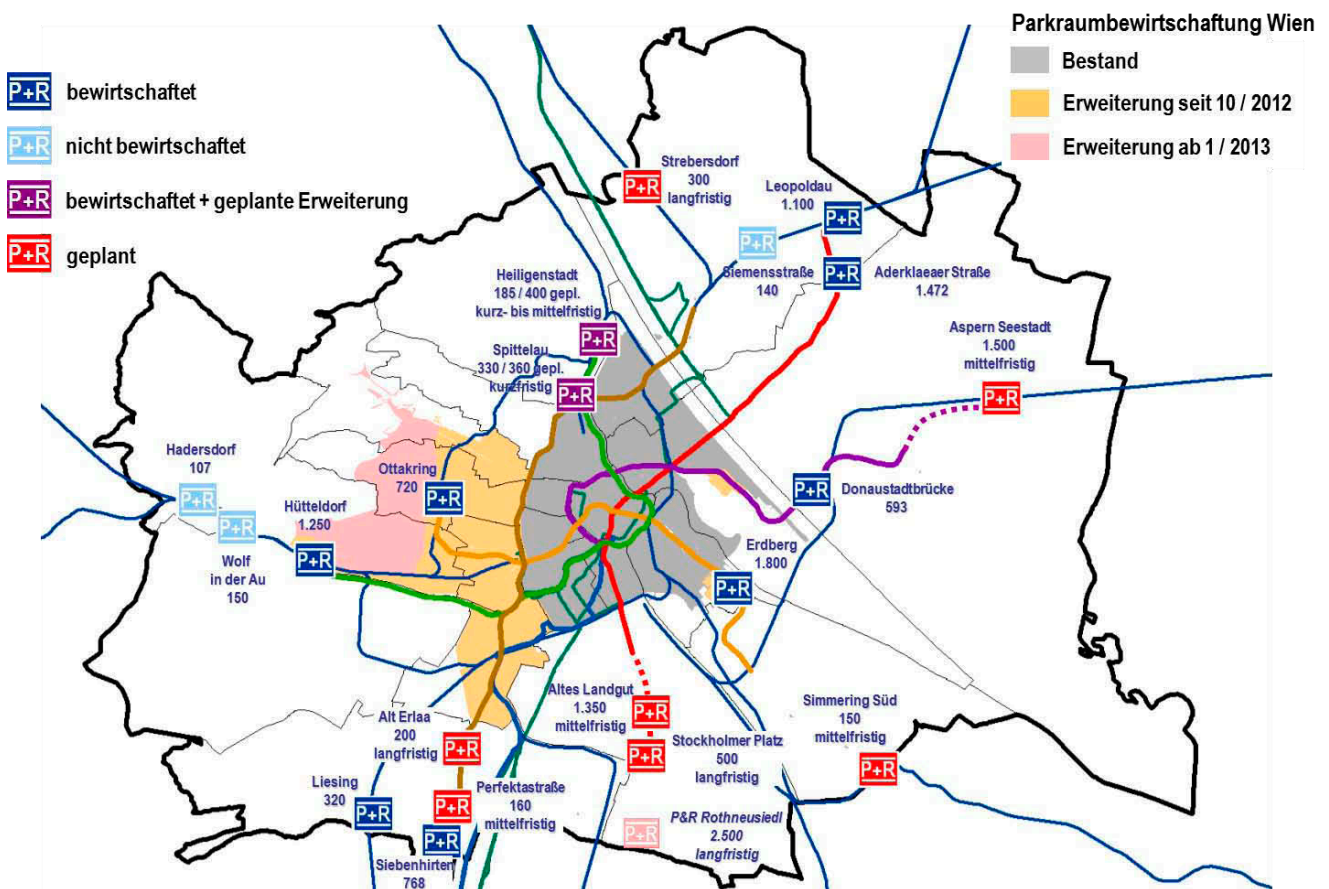 Parkraumbewirtschaftung Wien
Bestand
Erweiterung seit 10 / 2012
Erweiterung ab 1 / 2013
P+R bewirtschaftet
P+R nicht bewirtschaftet
P+R bewirtschaftet + geplante Erweiterung
P+R geplant
Strebersdorf
300
langfristig
P+R
Leopoldau
1.100
P+R
P+R
Siemensstraße
140
P+R
Aderklaeaer Straße
1.472
Heiligenstadt
185 / 400 gepl.
kurz- bis mittelfristig
P+R
Spittelau
330 / 360 gepl.
kurzfristig
P+R
Aspern Seestadt
1.500
mittelfristig
P+R
Hadersdorf
107
P+R
P+R
Wolf
in der Au
150
Hütteldorf
1.250
P+R
Ottakring
720
P+R
P+R
Donaustadtbrücke
593
Erdberg
1.800
P+R
Altes Landgut
1.350
mittelfristig
P+R
P+R
Stockholmer Platz
500
langfristig
Simmering Süd
150
mittelfristig
P+R
Alt Erlaa
200
langfristig
P+R
P+R
Perfektastraße
160
mittelfristig
Liesing
320
P+R
P+R
Siebenhirten
768
P+R
P&R Rothneusiedl
2.500
langfristig